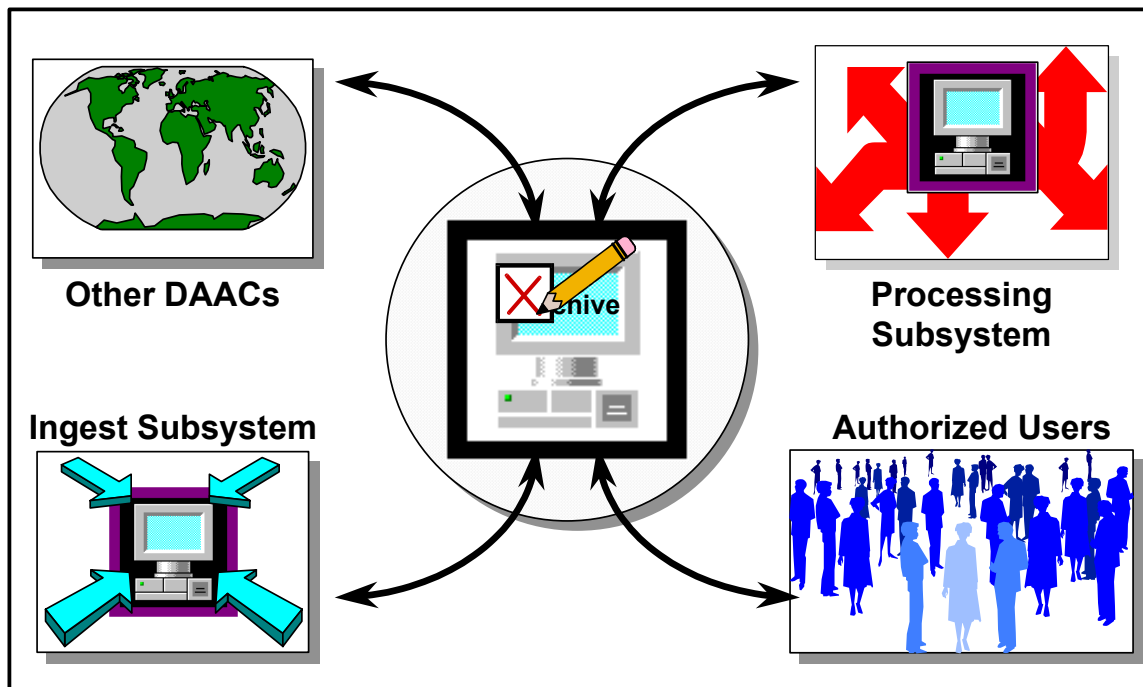 Other DAACs
Processing
Subsystem
Ingest Subsystem
Authorized Users